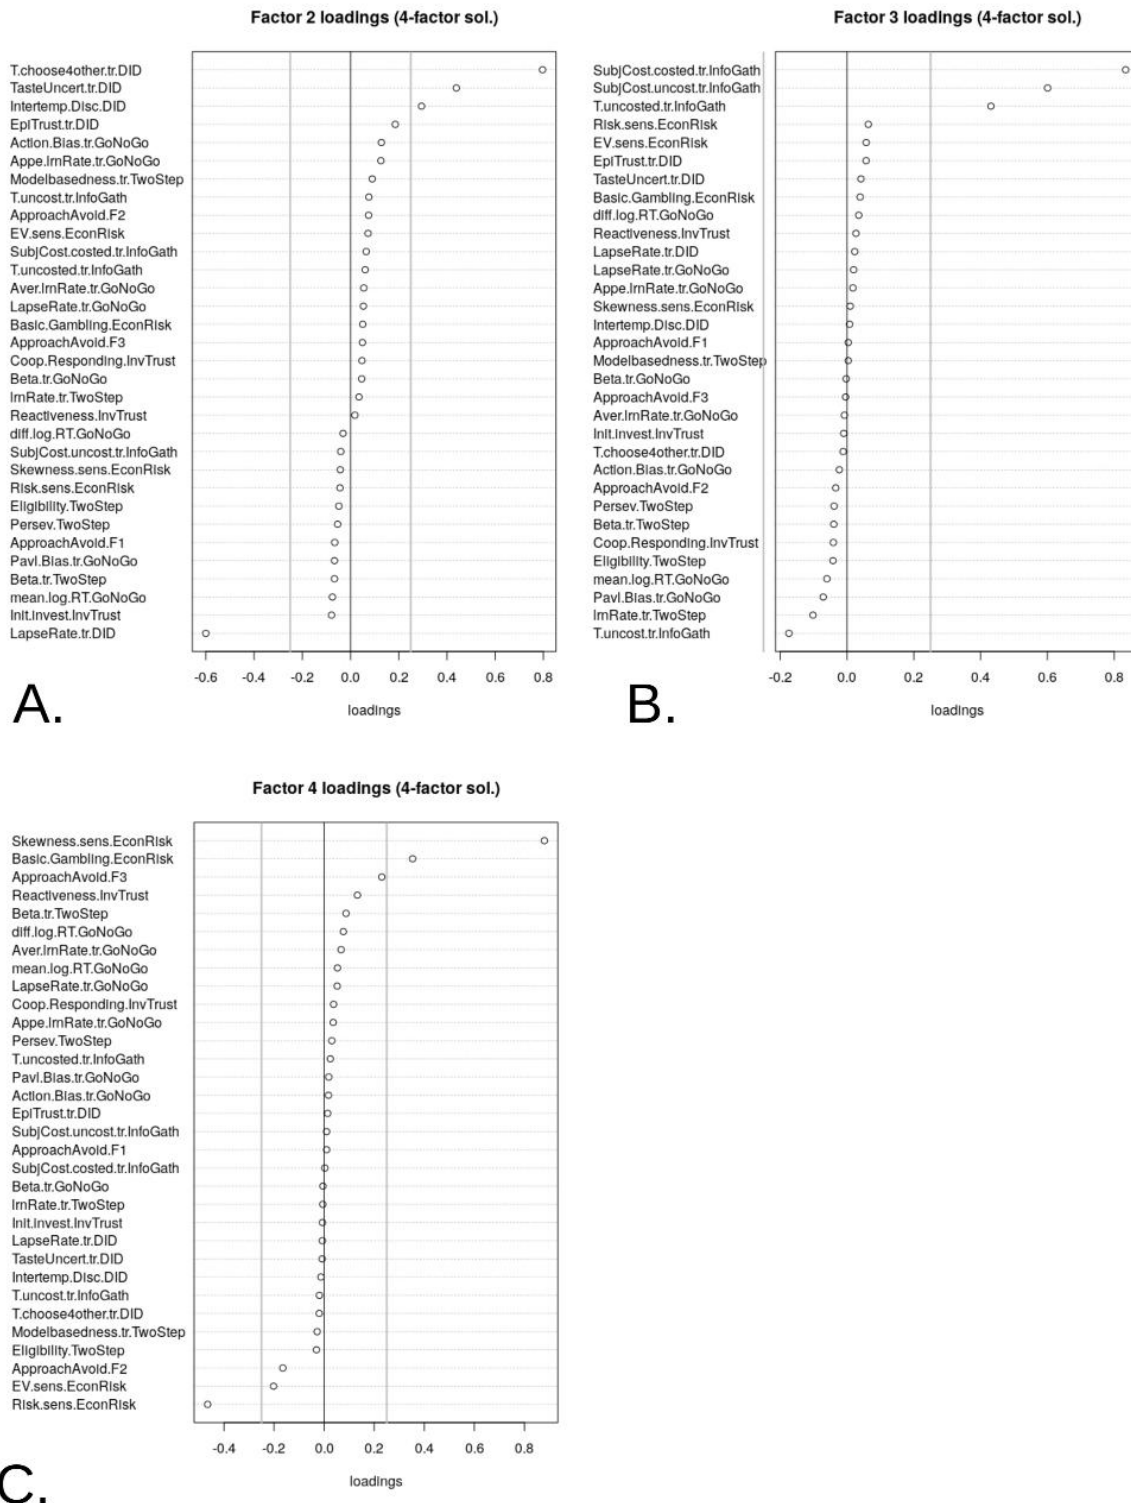 Factor 2 loadings (4-factor sol.)
T.choose4other.tr.DID
TasteUncert.tr.DID
Intertemp.Disc.DID
EpiTrust.tr.DID
Action.Bias.tr.GoNoGo
Appe.lrnRate.tr.GoNoGo
Modelbasedness.tr.TwoStep
T.uncost.tr.InfoGath
ApproachAvoid.F2
EV.sens.EconRisk
SubjCost.costed.tr.InfoGath
T.uncosted.tr.InfoGath
Aver.lrnRate.tr.GoNoGo
LapseRate.tr.GoNoGo
Basic.Gambling.EconRisk
ApproachAvoid.F3
Coop.Responding.InvTrust
Beta.tr.GoNoGo
lrnRate.tr.TwoStep
Reactiveness.InvTrust
diff.log.RT.GoNoGo
SubjCost.uncost.tr.InfoGath
Skewness.sens.EconRisk
Risk.sens.EconRisk
Eligibility.TwoStep
Persev.TwoStep
ApproachAvoid.F1
Pavl.Bias.tr.GoNoGo
Beta.tr.TwoStep
mean.log.RT.GoNoGo
Init.invest.InvTrust
LapseRate.tr.DID
-0.6 -0.4 -0.2 0.0 0.2 0.4 0.6 0.8
loadings
A.
Factor 3 loadings (4-factor sol.)
SubjCost.costed.tr.InfoGath
SubjCost.uncost.tr.InfoGath
T.uncosted.tr.InfoGath
Risk.sens.EconRisk
EV.sens.EconRisk
EpiTrust.tr.DID
TasteUncert.tr.DID
Basic.Gambling.EconRisk
diff.log.RT.GoNoGo
Reactiveness.InvTrust
LapseRate.tr.DID
LapseRate.tr.GoNoGo
Appe.lrnRate.tr.GoNoGo
Skewness.sens.EconRisk
Intertemp.Disc.DID
ApproachAvoid.F1
Modelbasedness.tr.TwoStep
Beta.tr.GoNoGo
ApproachAvoid.F3
Aver.lrnRate.tr.GoNoGo
Init.invest.InvTrust
T.choose4other.tr.DID
Action.Bias.tr.GoNoGo
ApproachAvoid.F2
Persev.TwoStep
Beta.tr.TwoStep
Coop.Responding.InvTrust
Eligibility.TwoStep
mean.log.RT.GoNoGo
Pavl.Bias.tr.GoNoGo
lrnRate.tr.TwoStep
T.uncost.tr.InfoGath
-0.2 0.0 0.2 0.4 0.6 0.8
loadings
B.
Factor 4 loadings (4-factor sol.)
Skewness.sens.EconRisk
Basic.Gambling.EconRisk
ApproachAvoid.F3
Reactiveness.InvTrust
Beta.tr.TwoStep
diff.log.RT.GoNoGo
Aver.lrnRate.tr.GoNoGo
mean.log.RT.GoNoGo
LapseRate.tr.GoNoGo
Coop.Responding.InvTrust
Appe.lrnRate.tr.GoNoGo
Persev.TwoStep
T.uncosted.tr.InfoGath
Pavl.Bias.tr.GoNoGo
Action.Bias.tr.GoNoGo
EpiTrust.tr.DID
SubjCost.uncost.tr.InfoGath
ApproachAvoid.F1
SubjCost.costed.tr.InfoGath
Beta.tr.GoNoGo
lrnRate.tr.TwoStep
Init.invest.InvTrust
LapseRate.tr.DID
TasteUncert.tr.DID
Intertemp.Disc.DID
T.uncost.tr.InfoGath
T.choose4other.tr.DID
Modelbasedness.tr.TwoStep
Eligibility.TwoStep
ApproachAvoid.F2
EV.sens.EconRisk
Risk.sens.EconRisk
-0.4 -0.2 0.0 0.2 0.4 0.6 0.8
loadings
C.